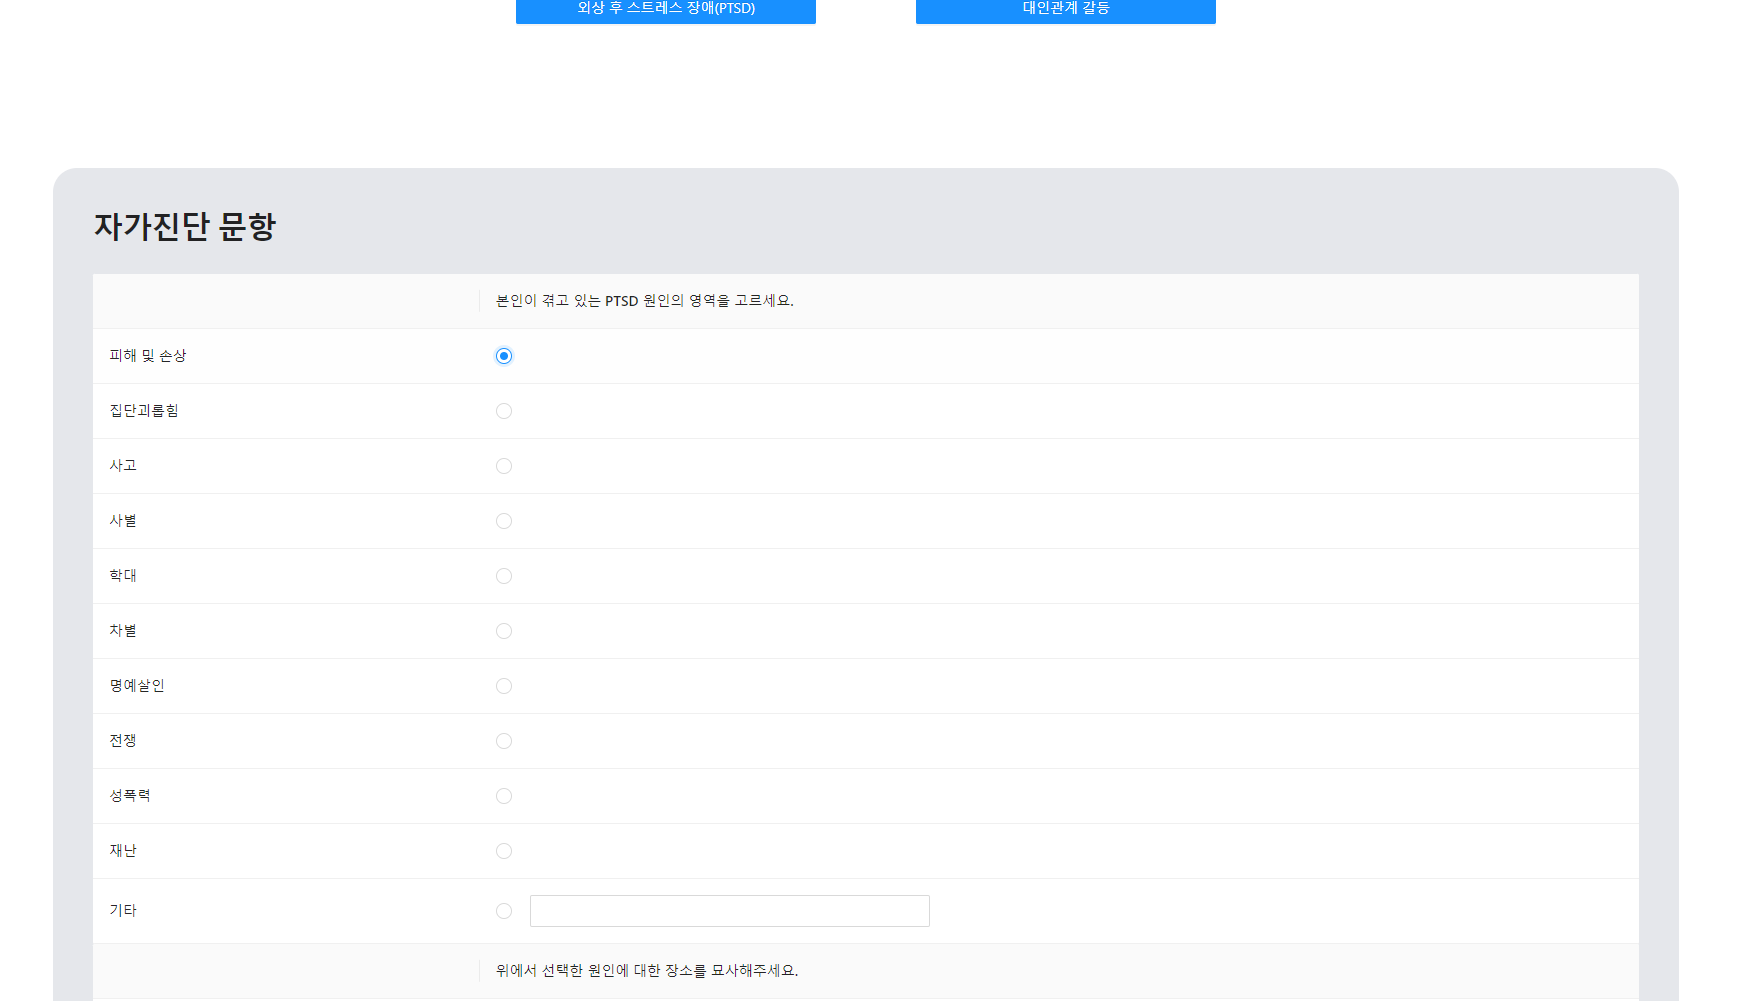 외상 후 스트레스 장애(PTSD)
대인관계 갈등
자가진단 문항
본인이 겪고 있는 PTSD 원인의 영역을 고르세요.
피해 및 손상
집단괴롭힘
사고
사별
학대
차별
명예살인
전쟁
성폭력
재난
기타
위에서 선택한 원인에 대한 장소를 묘사해주세요.